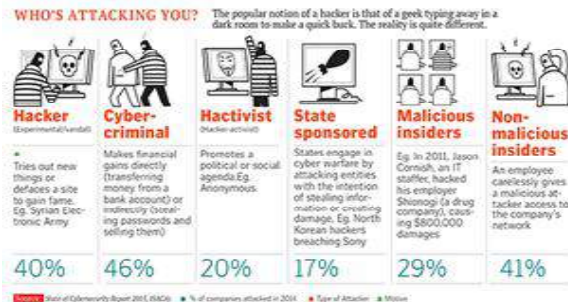 WHO'S ATTACKING YOU?
The popular notion of a hacker is that of a geek typing away in a
dark room to make a quick buck. The reality is quite different.
Hacker
(Experimental/vandal)
Tries out new
things or
defaces a site
to gain fame.
Eg. Syrian Elec-
tronic Army
40%
Cyber-
criminal
Makes financial
gains directly
(transferring
money from a
bank account) or
indirectly (steal-
ing passwords and
selling them)
46%
Hactivist
(Hacker-activist)
Promotes a
political or social
agenda.Eg.
Anonymous.
20%
State
sponsored
States engage in
cyber warfare by
attacking entities
with the intention
of stealing infor-
mation or creating
damage. Eg. North
Korean hackers
breaching Sony
17%
Malicious
insiders
Eg. In 2011, Jason
Cornish, an IT
staffer, hacked
his employer
Shionogi (a drug
company), caus-
ing $800,000
damages
29%
Non-
malicious
insiders
An employee
carelessly gives
a malicious at-
tacker access to
the company's
network
41%
Source: State of Cybersecurity Report 2015, ISACA
% of companies attacked in 2014
Type of Attacker
Motive